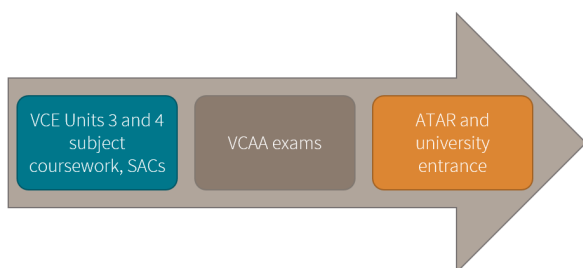 VCE Units 3 and 4
subject
coursework, SACs
VCAA exams
ATAR and
university
entrance